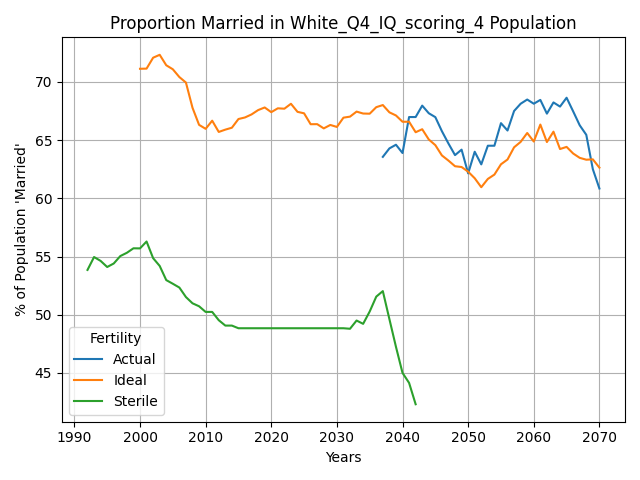 Proportion Married in White_Q4_IQ_scoring_4 Population
% of Population 'Married'
70
65
60
55
50
45
Fertility
Actual
Ideal
Sterile
1990 2000 2010 2020 2030 2040 2050 2060 2070
Years